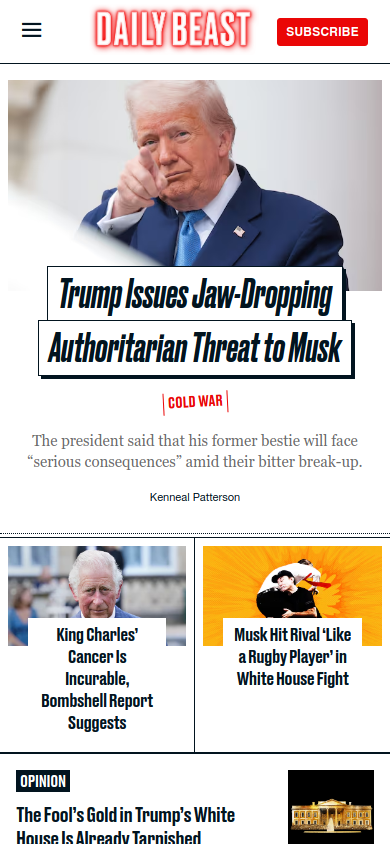 DAILY BEAST
SUBSCRIBE
Trump Issues Jaw-Dropping
Authoritarian Threat to Musk
COLD WAR
The president said that his former bestie will face
“serious consequences” amid their bitter break-up.
Kenneal Patterson
King Charles’
Cancer Is
Incurable,
Bombshell Report
Suggests
Musk Hit Rival ‘Like
a Rugby Player’ in
White House Fight
OPINION
The Fool’s Gold in Trump’s White
House Is Already Tarnished